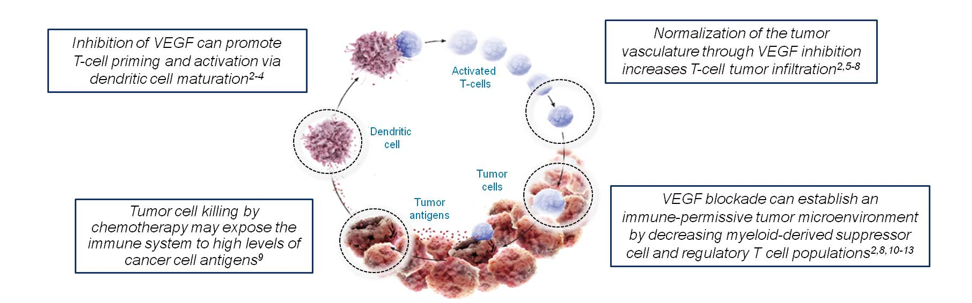 Inhibition of VEGF can promote
T-cell priming and activation via
dendritic cell maturation2-4
Normalization of the tumor
vasculature through VEGF inhibition
increases T-cell tumor infiltration2,5-8
Activated
T-cells
Dendritic
cell
Tumor
cells
Tumor
antigens
Tumor cell killing by
chemotherapy may expose the
immune system to high levels of
cancer cell antigens9
VEGF blockade can establish an
immune-permissive tumor microenvironment
by decreasing myeloid-derived suppressor
cell and regulatory T cell populations2,8,10-13